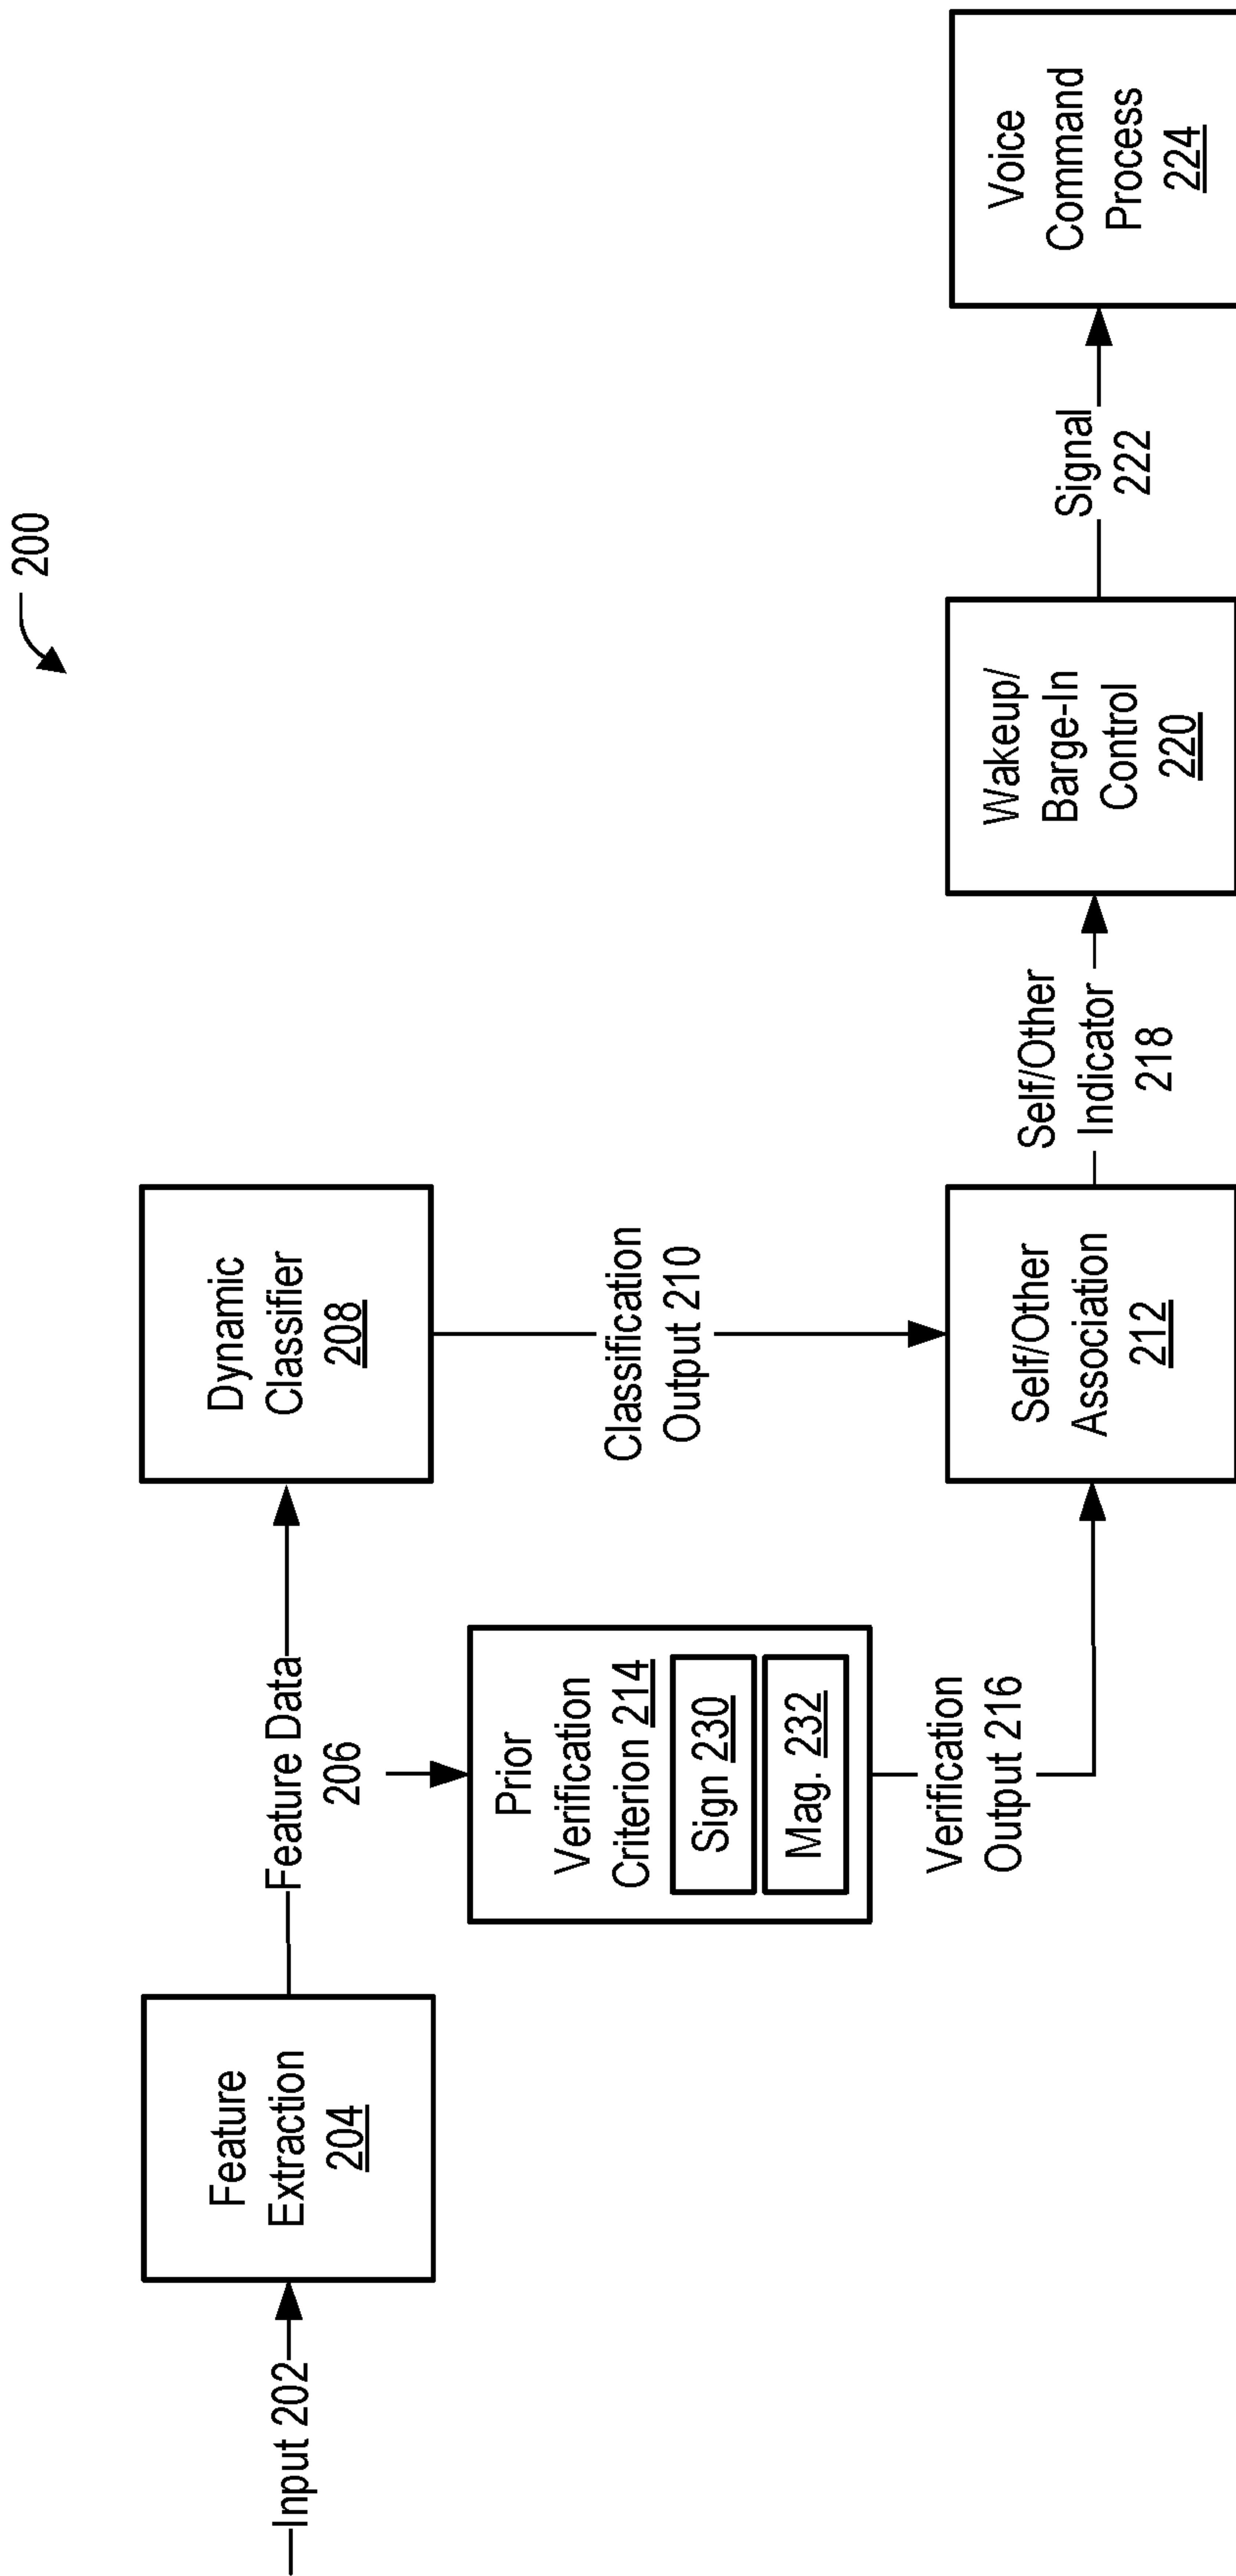 200
Input 202
Feature
Extraction
204
Feature Data
206
Dynamic
Classifier
208
Prior
Verification
Criterion 214
Sign 230
Mag. 232
Classification
Output 210
Verification
Output 216
Self/Other
Association
212
Self/Other
Indicator
218
Wakeup/
Barge-In
Control
220
Signal
222
Voice
Command
Process
224